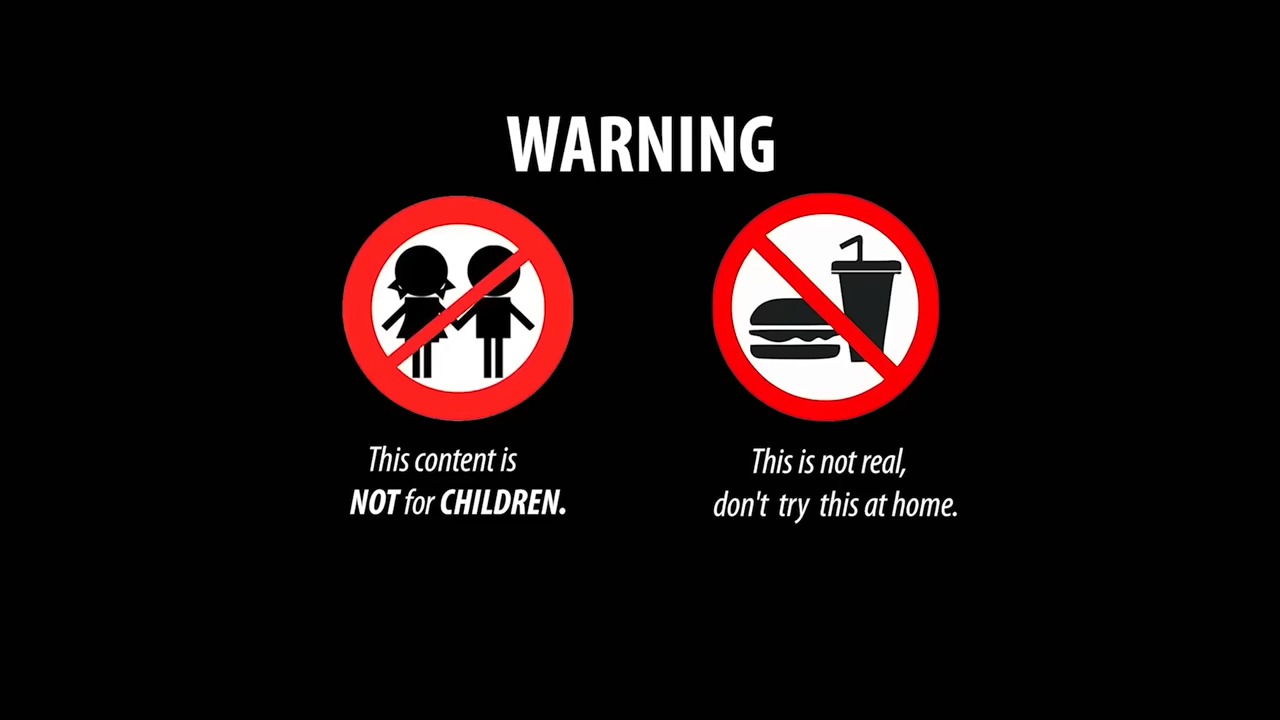 WARNING
This content is
NOT for CHILDREN.
This is not real,
don't try this at home.